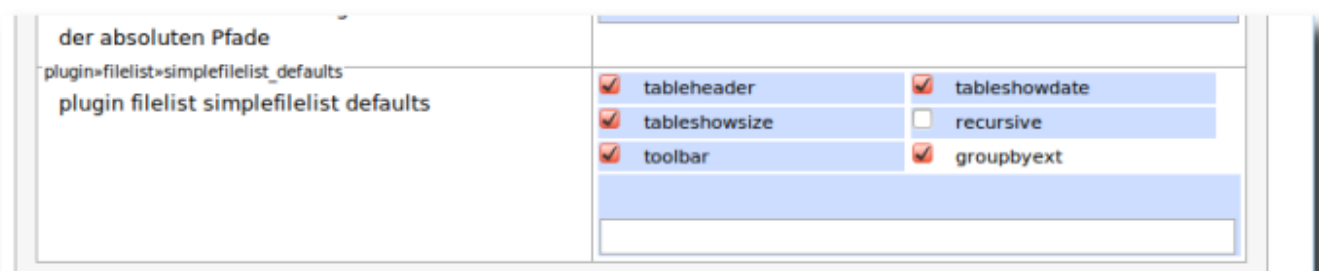 der absoluten Pfade
plugin»filelist»simplefilelist_defaults
plugin filelist simplefilelist defaults
tableheader tableshowdate
tableshowsize recursive
toolbar groupbyext